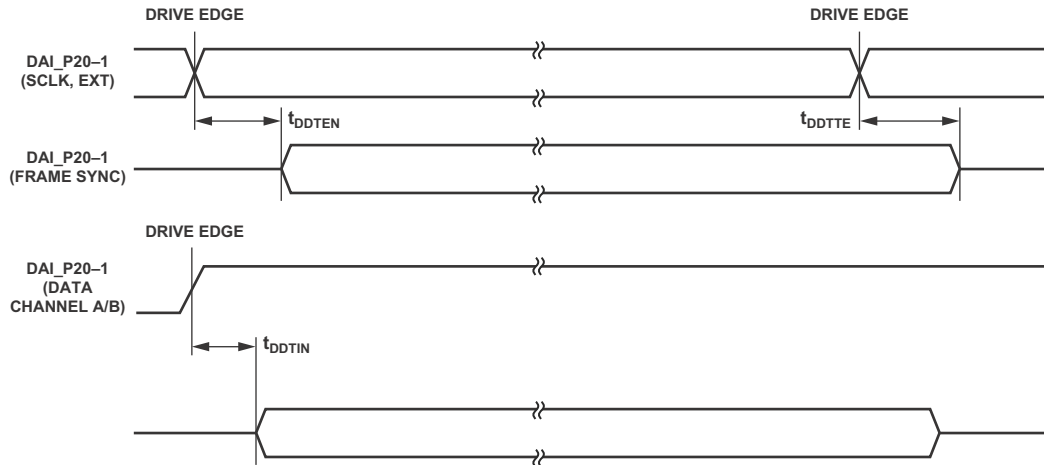 DRIVE EDGE
DRIVE EDGE
DAI_P20–1
(SCLK, EXT)
tDDTEN
tDDTTE
DAI_P20–1
(FRAME SYNC)
DRIVE EDGE
DAI_P20–1
(DATA
CHANNEL A/B)
tDDTIN